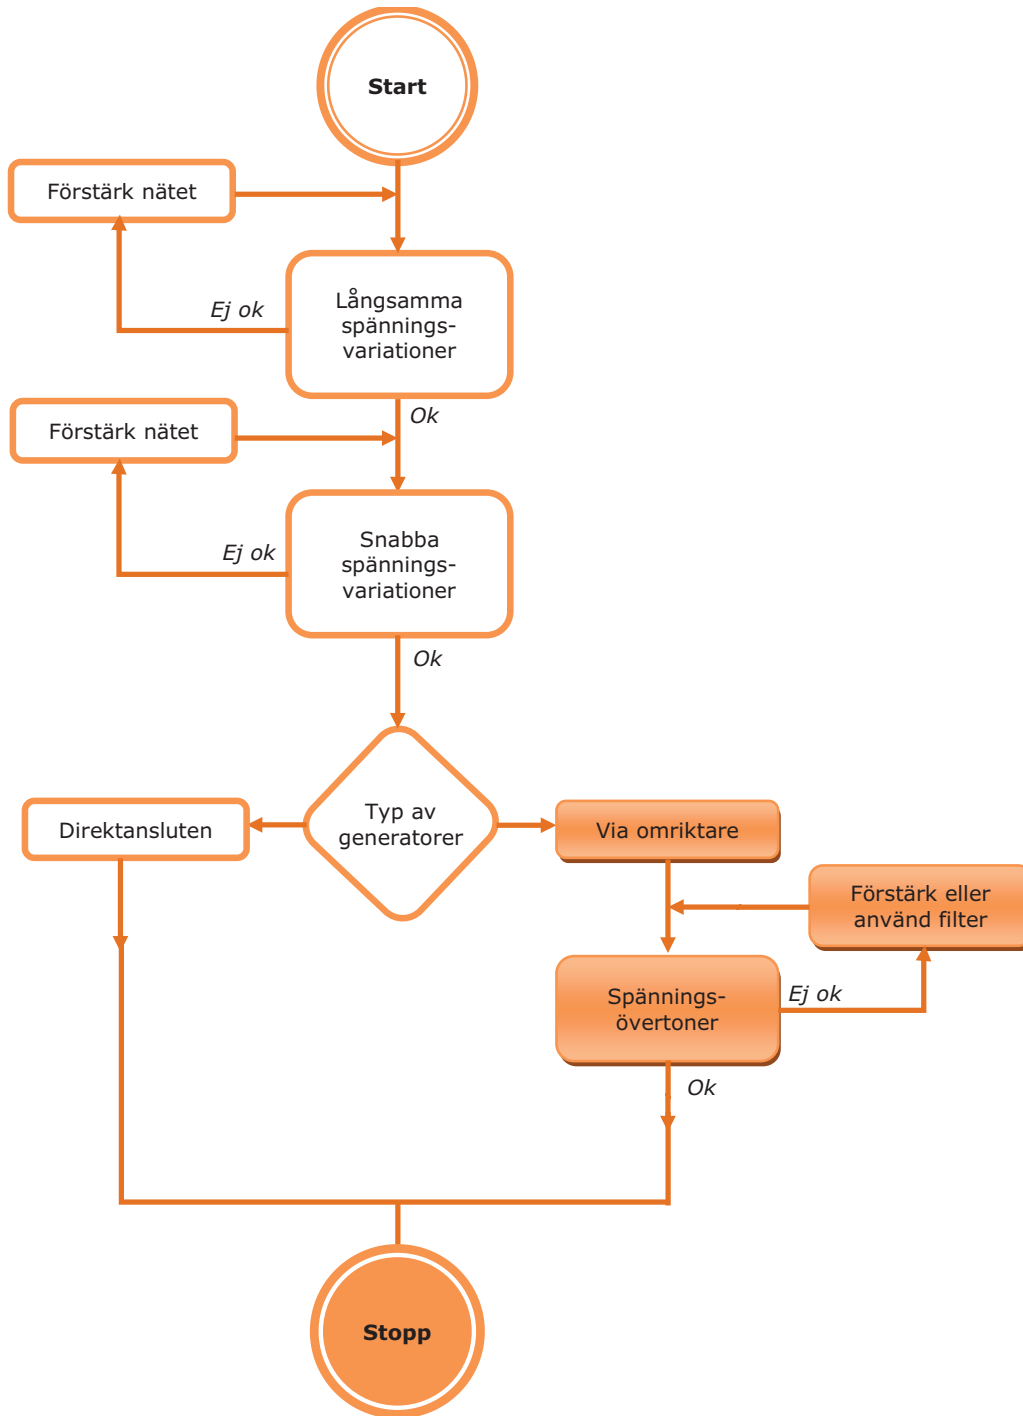 Start
Förstärk nätet
Ej ok
Långsamma
spännings-
variationer
Ok
Förstärk nätet
Ej ok
Snabba
spännings-
variationer
Ok
Typ av
generatorer
Direktansluten
Via omriktare
Förstärk eller
använd filter
Spännings-
övertoner
Ej ok
Ok
Stopp